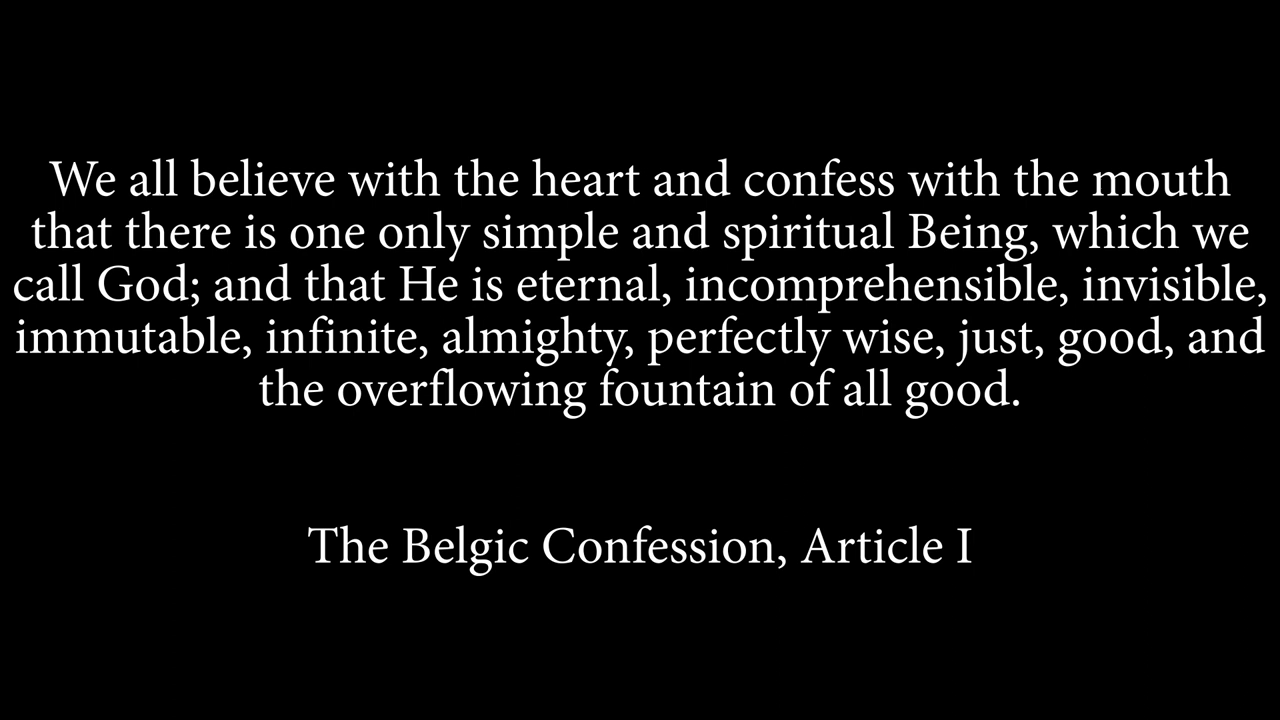 We all believe with the heart and confess with the mouth
that there is one only simple and spiritual Being, which we
call God; and that He is eternal, incomprehensible, invisible,
immutable, infinite, almighty, perfectly wise, just, good, and
the overflowing fountain of all good.
The Belgic Confession, Article I